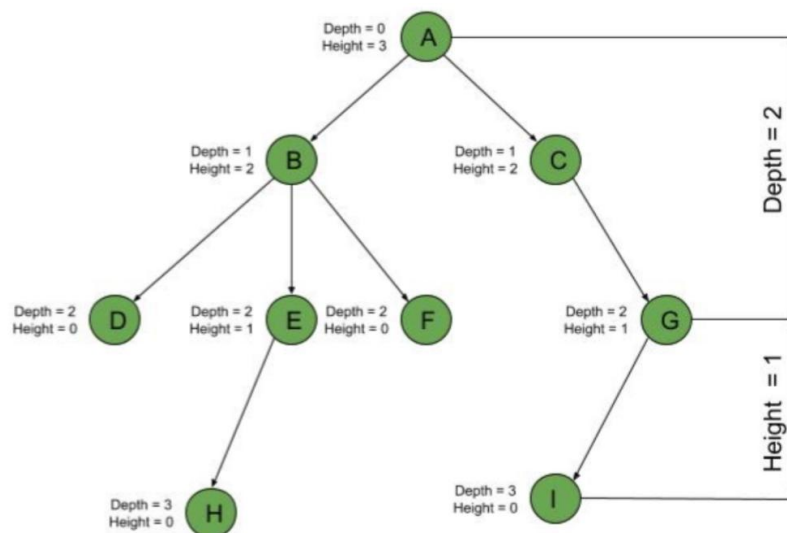 Depth = 0
Height = 3
A
Depth = 1
Height = 2
B
Depth = 1
Height = 2
C
Depth = 2
Depth = 2
Height = 0
D
Depth = 2
Height = 1
E
Depth = 2
Height = 0
F
Depth = 2
Height = 1
G
Height = 1
Depth = 3
Height = 0
H
Depth = 3
Height = 0
I